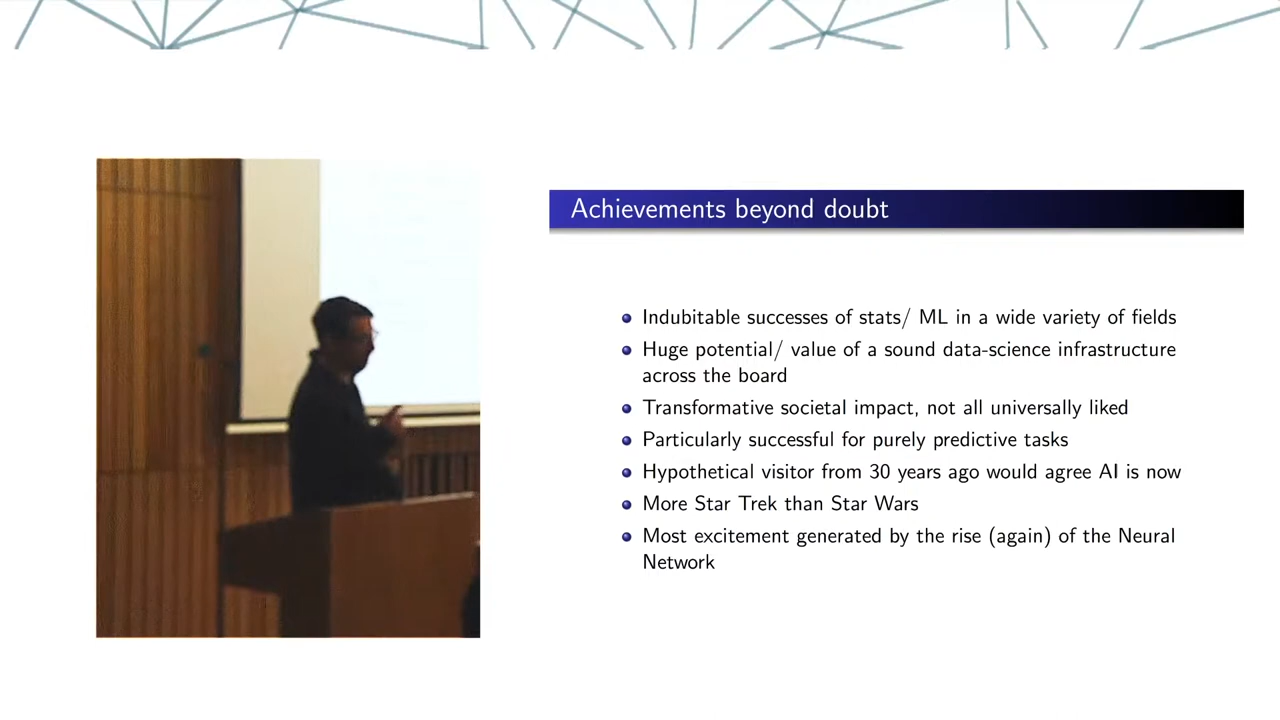 Achievements beyond doubt
Indubitable successes of stats/ ML in a wide variety of fields
Huge potential/ value of a sound data-science infrastructure
across the board
Transformative societal impact, not all universally liked
Particularly successful for purely predictive tasks
Hypothetical visitor from 30 years ago would agree AI is now
More Star Trek than Star Wars
Most excitement generated by the rise (again) of the Neural
Network